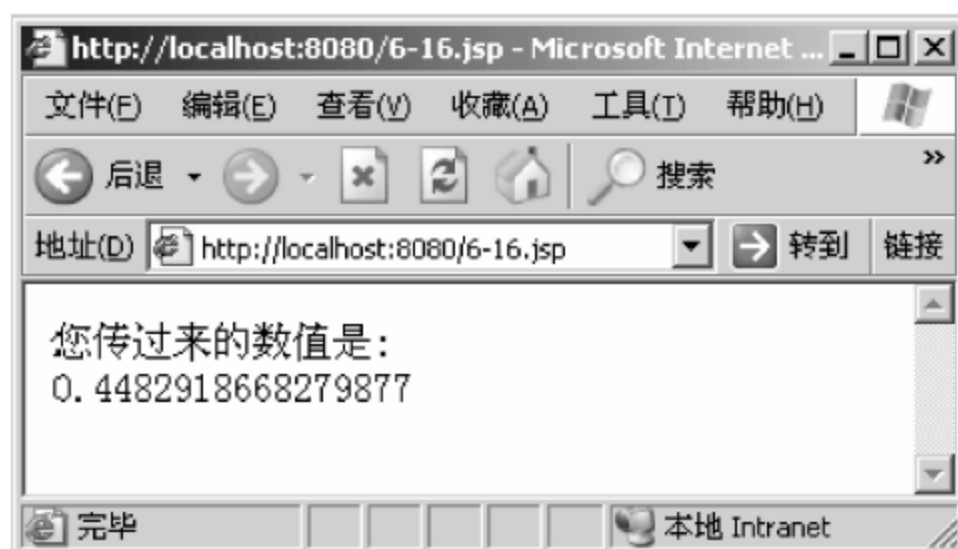 http://localhost:8080/6-16.jsp - Microsoft Internet ...
文件(F) 编辑(E) 查看(V) 收藏(A) 工具(T) 帮助(H)
后退 搜索 »
地址(D) http://localhost:8080/6-16.jsp 转到 链接
您传过来的数值是:
0.4482918668279877
完毕 本地 Intranet